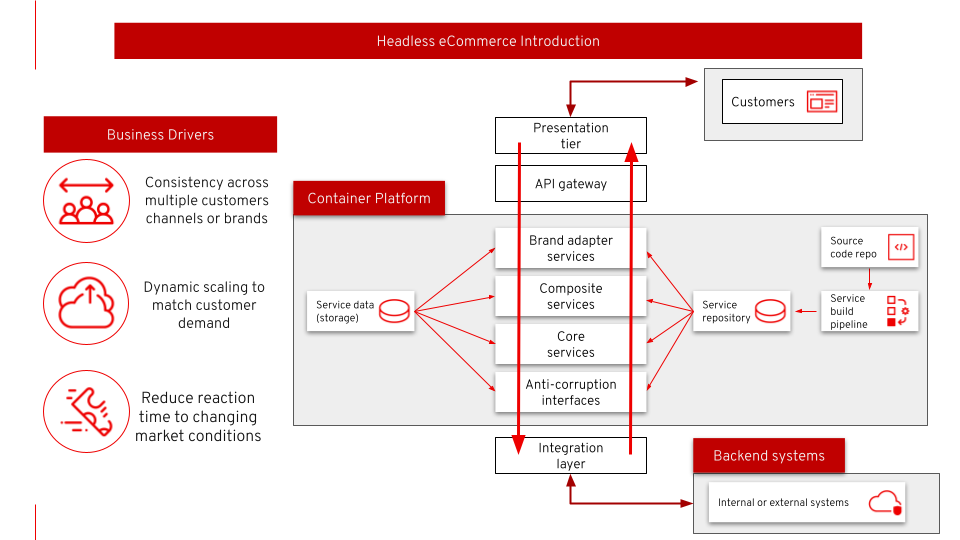 Headless eCommerce Introduction
Customers
Business Drivers
Presentation
tier
Consistency across
multiple customers
channels or brands
API gateway
Container Platform
Brand adapter
services
Source
code repo
</>
Dynamic scaling to
match customer
demand
Service data
(storage)
Composite
services
Service
repository
Service
build
pipeline
Core
services
Anti-corruption
interfaces
Reduce reaction
time to changing
market conditions
Integration
layer
Backend systems
Internal or external systems